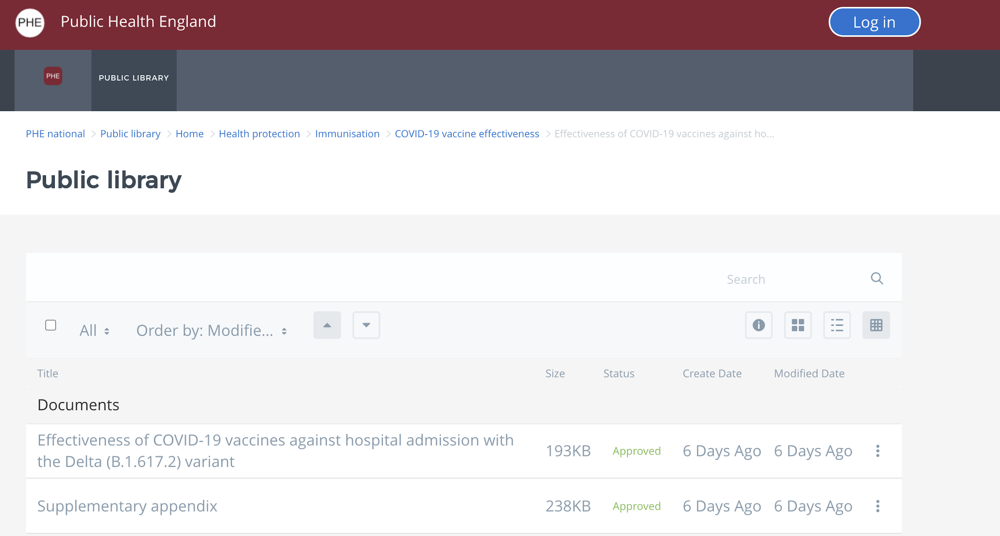 PHE Public Health England Log in
PHE PUBLIC LIBRARY
PHE national Public library Home Health protection Immunisation COVID-19 vaccine effectiveness Effectiveness of COVID-19 vaccines against ho...
Public library
Search
All Order by: Modifie...
Title Size Status Create Date Modified Date
Documents
Effectiveness of COVID-19 vaccines against hospital admission with
the Delta (B.1.617.2) variant
193KB Approved 6 Days Ago 6 Days Ago
Supplementary appendix 238KB Approved 6 Days Ago 6 Days Ago